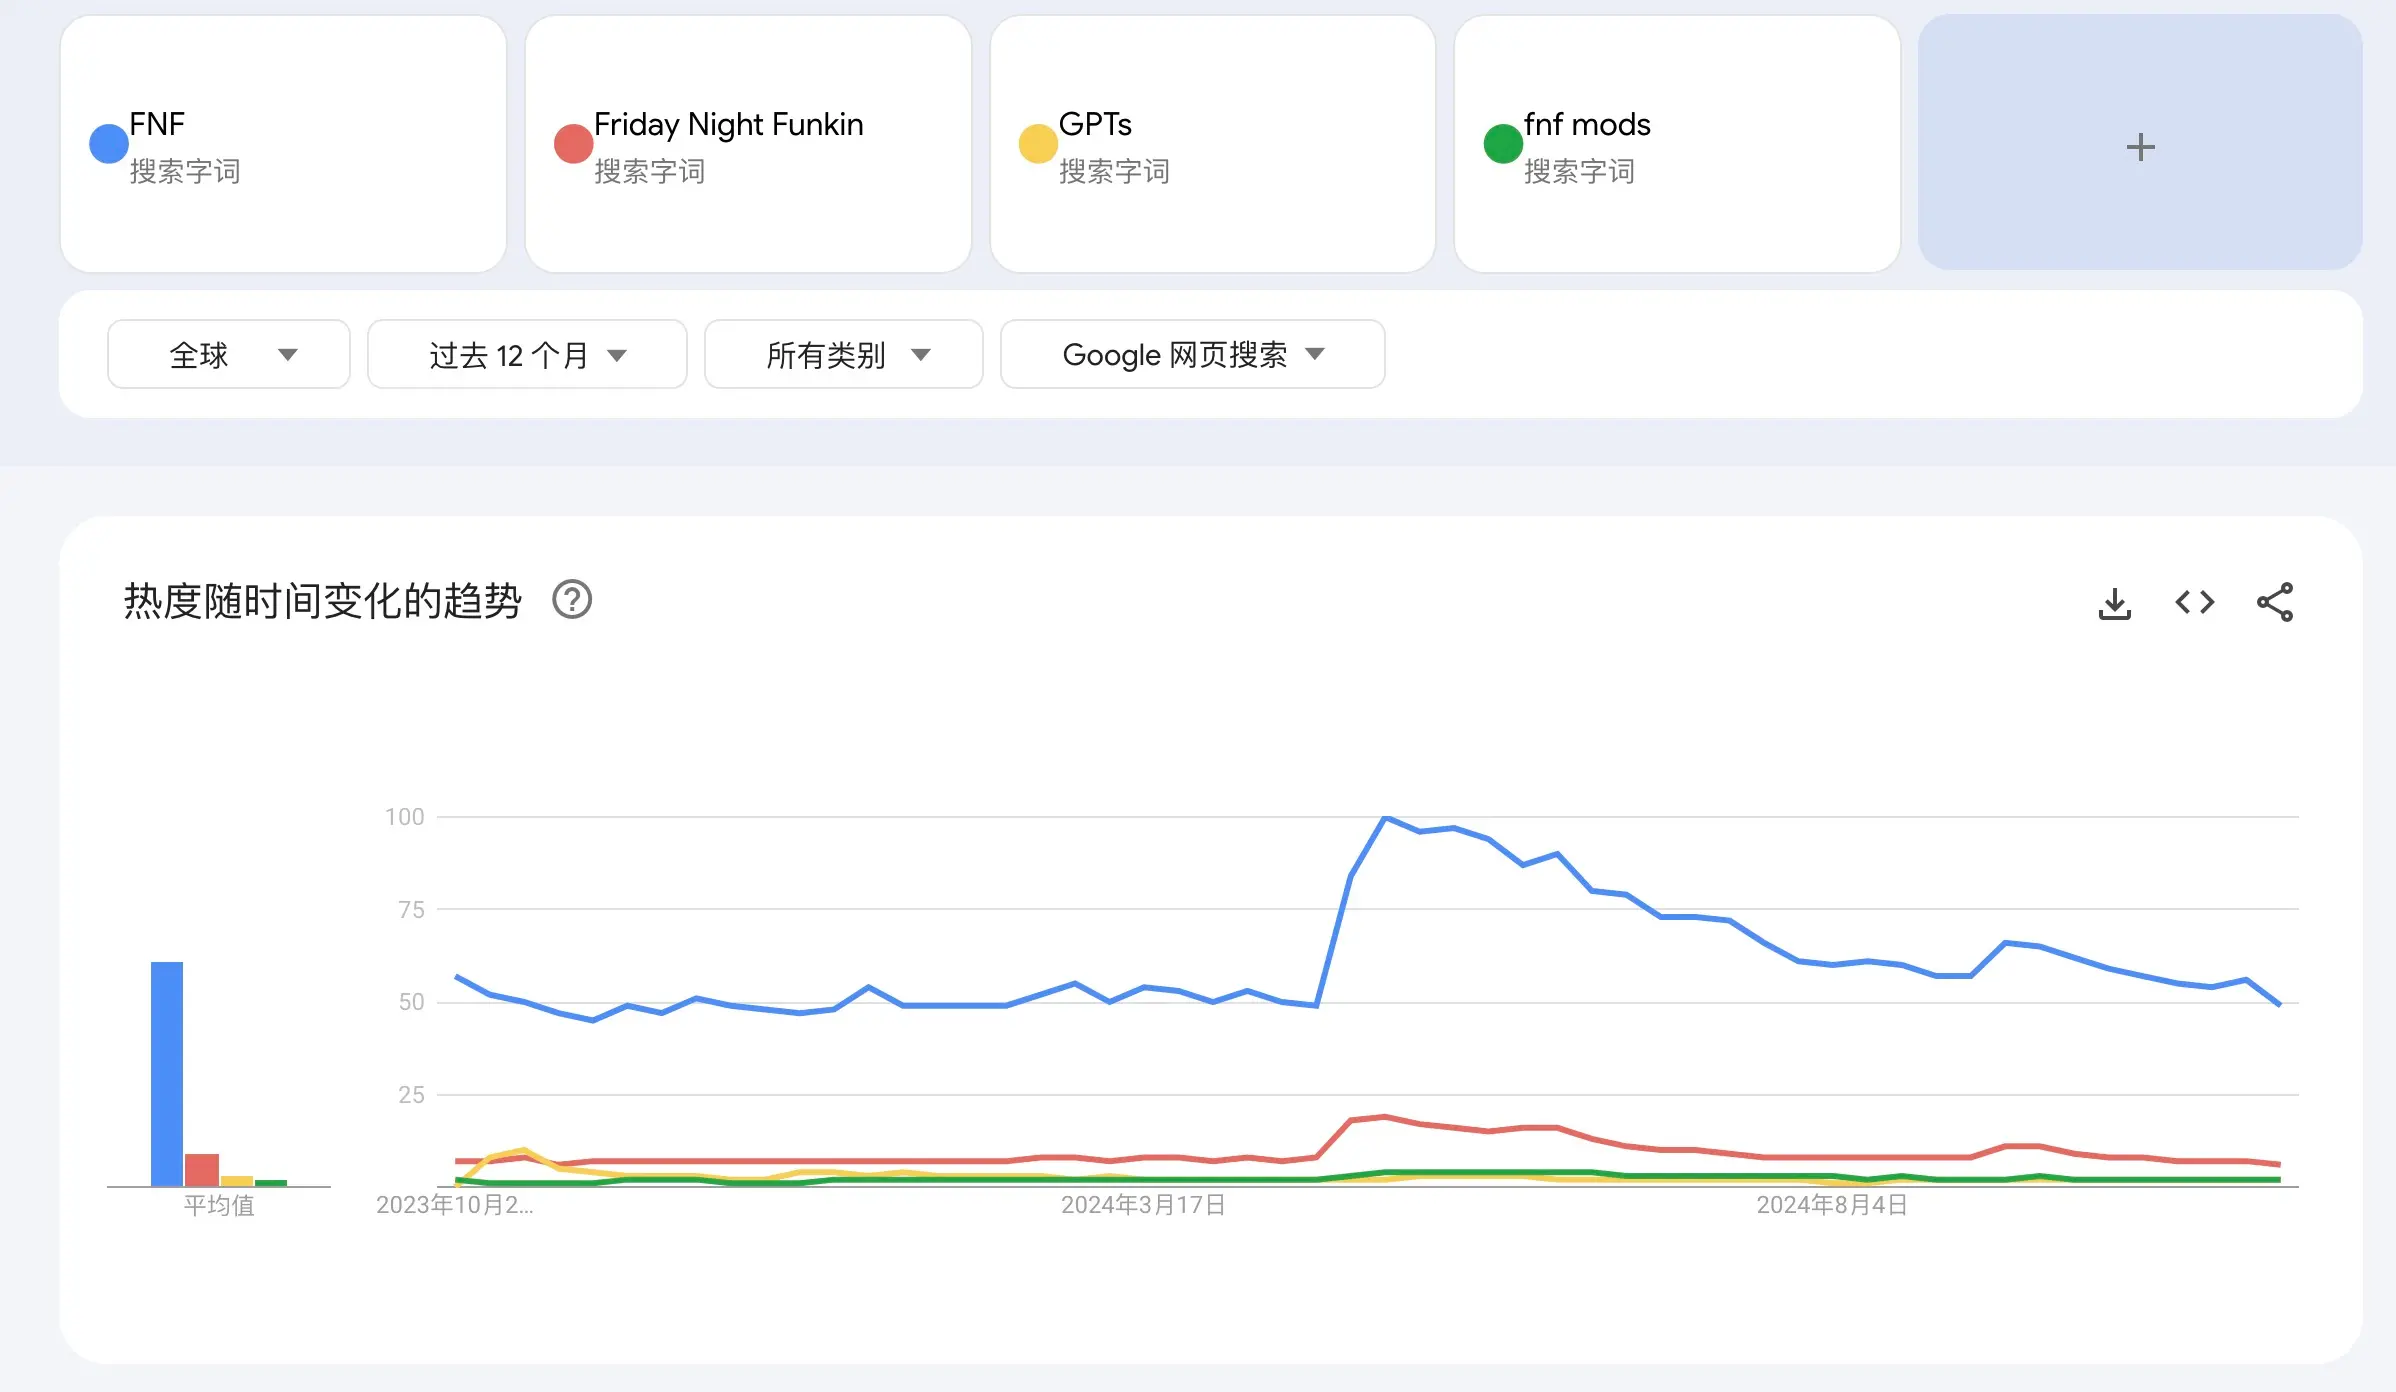 FNF
搜索字词
Friday Night Funkin
搜索字词
GPTs
搜索字词
fnf mods
搜索字词
+
全球
过去 12 个月
所有类别
Google 网页搜索
热度随时间变化的趋势
?
100
75
50
25
平均值
2023年10月2...
2024年3月17日
2024年8月4日